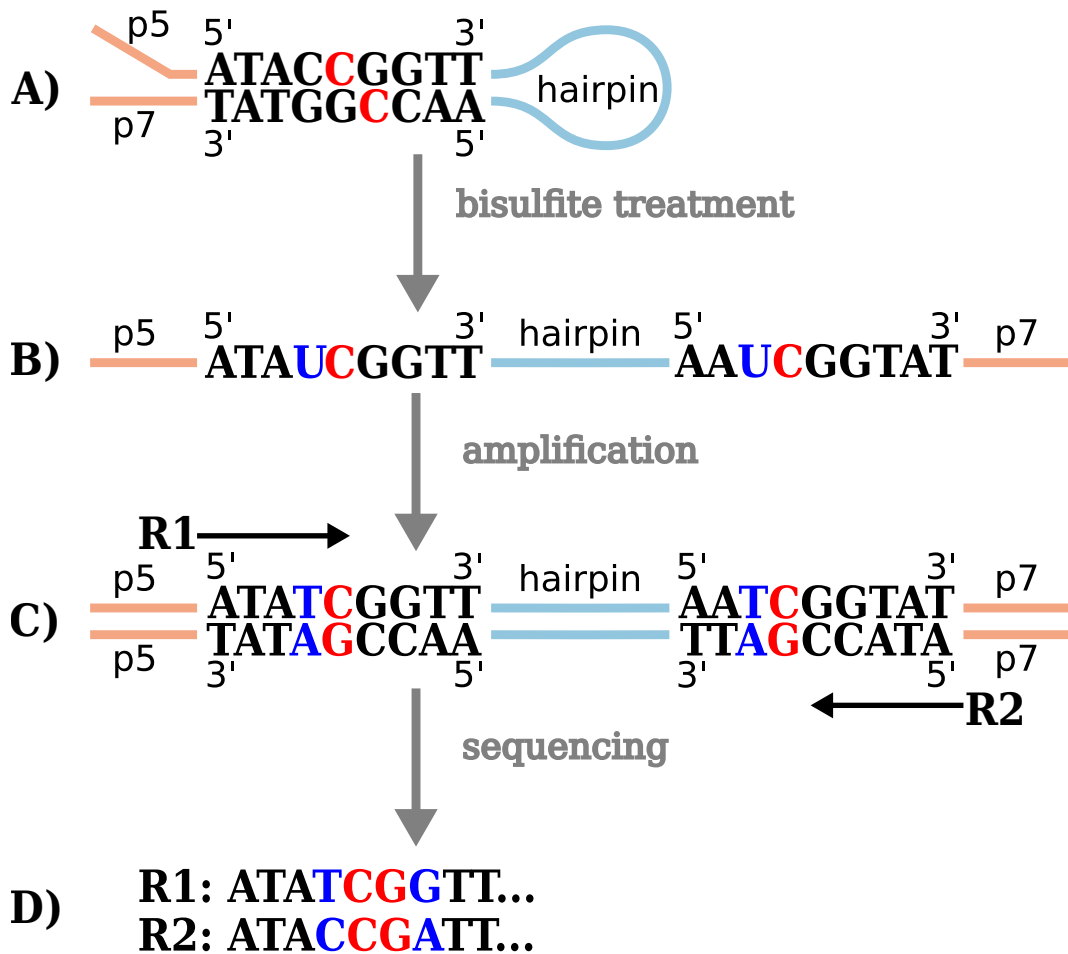 p5 5' 3'
A) ATACCGGTT hairpin
TATGGCCAA
p7 3' 5'
bisulfite treatment
p5 5' 3' hairpin 5' 3' p7
B) ATAUCGGTT AAUCGGTAT
amplification
R1
p5 5' 3' hairpin 5' 3' p7
C) ATATCGGTT AATCGGTAT
TATAGCCAA TTAGCCATA
p5 3' 5' 3' 5' p7
R2
sequencing
D) R1: ATATCGGTT...
R2: ATACCGATT...